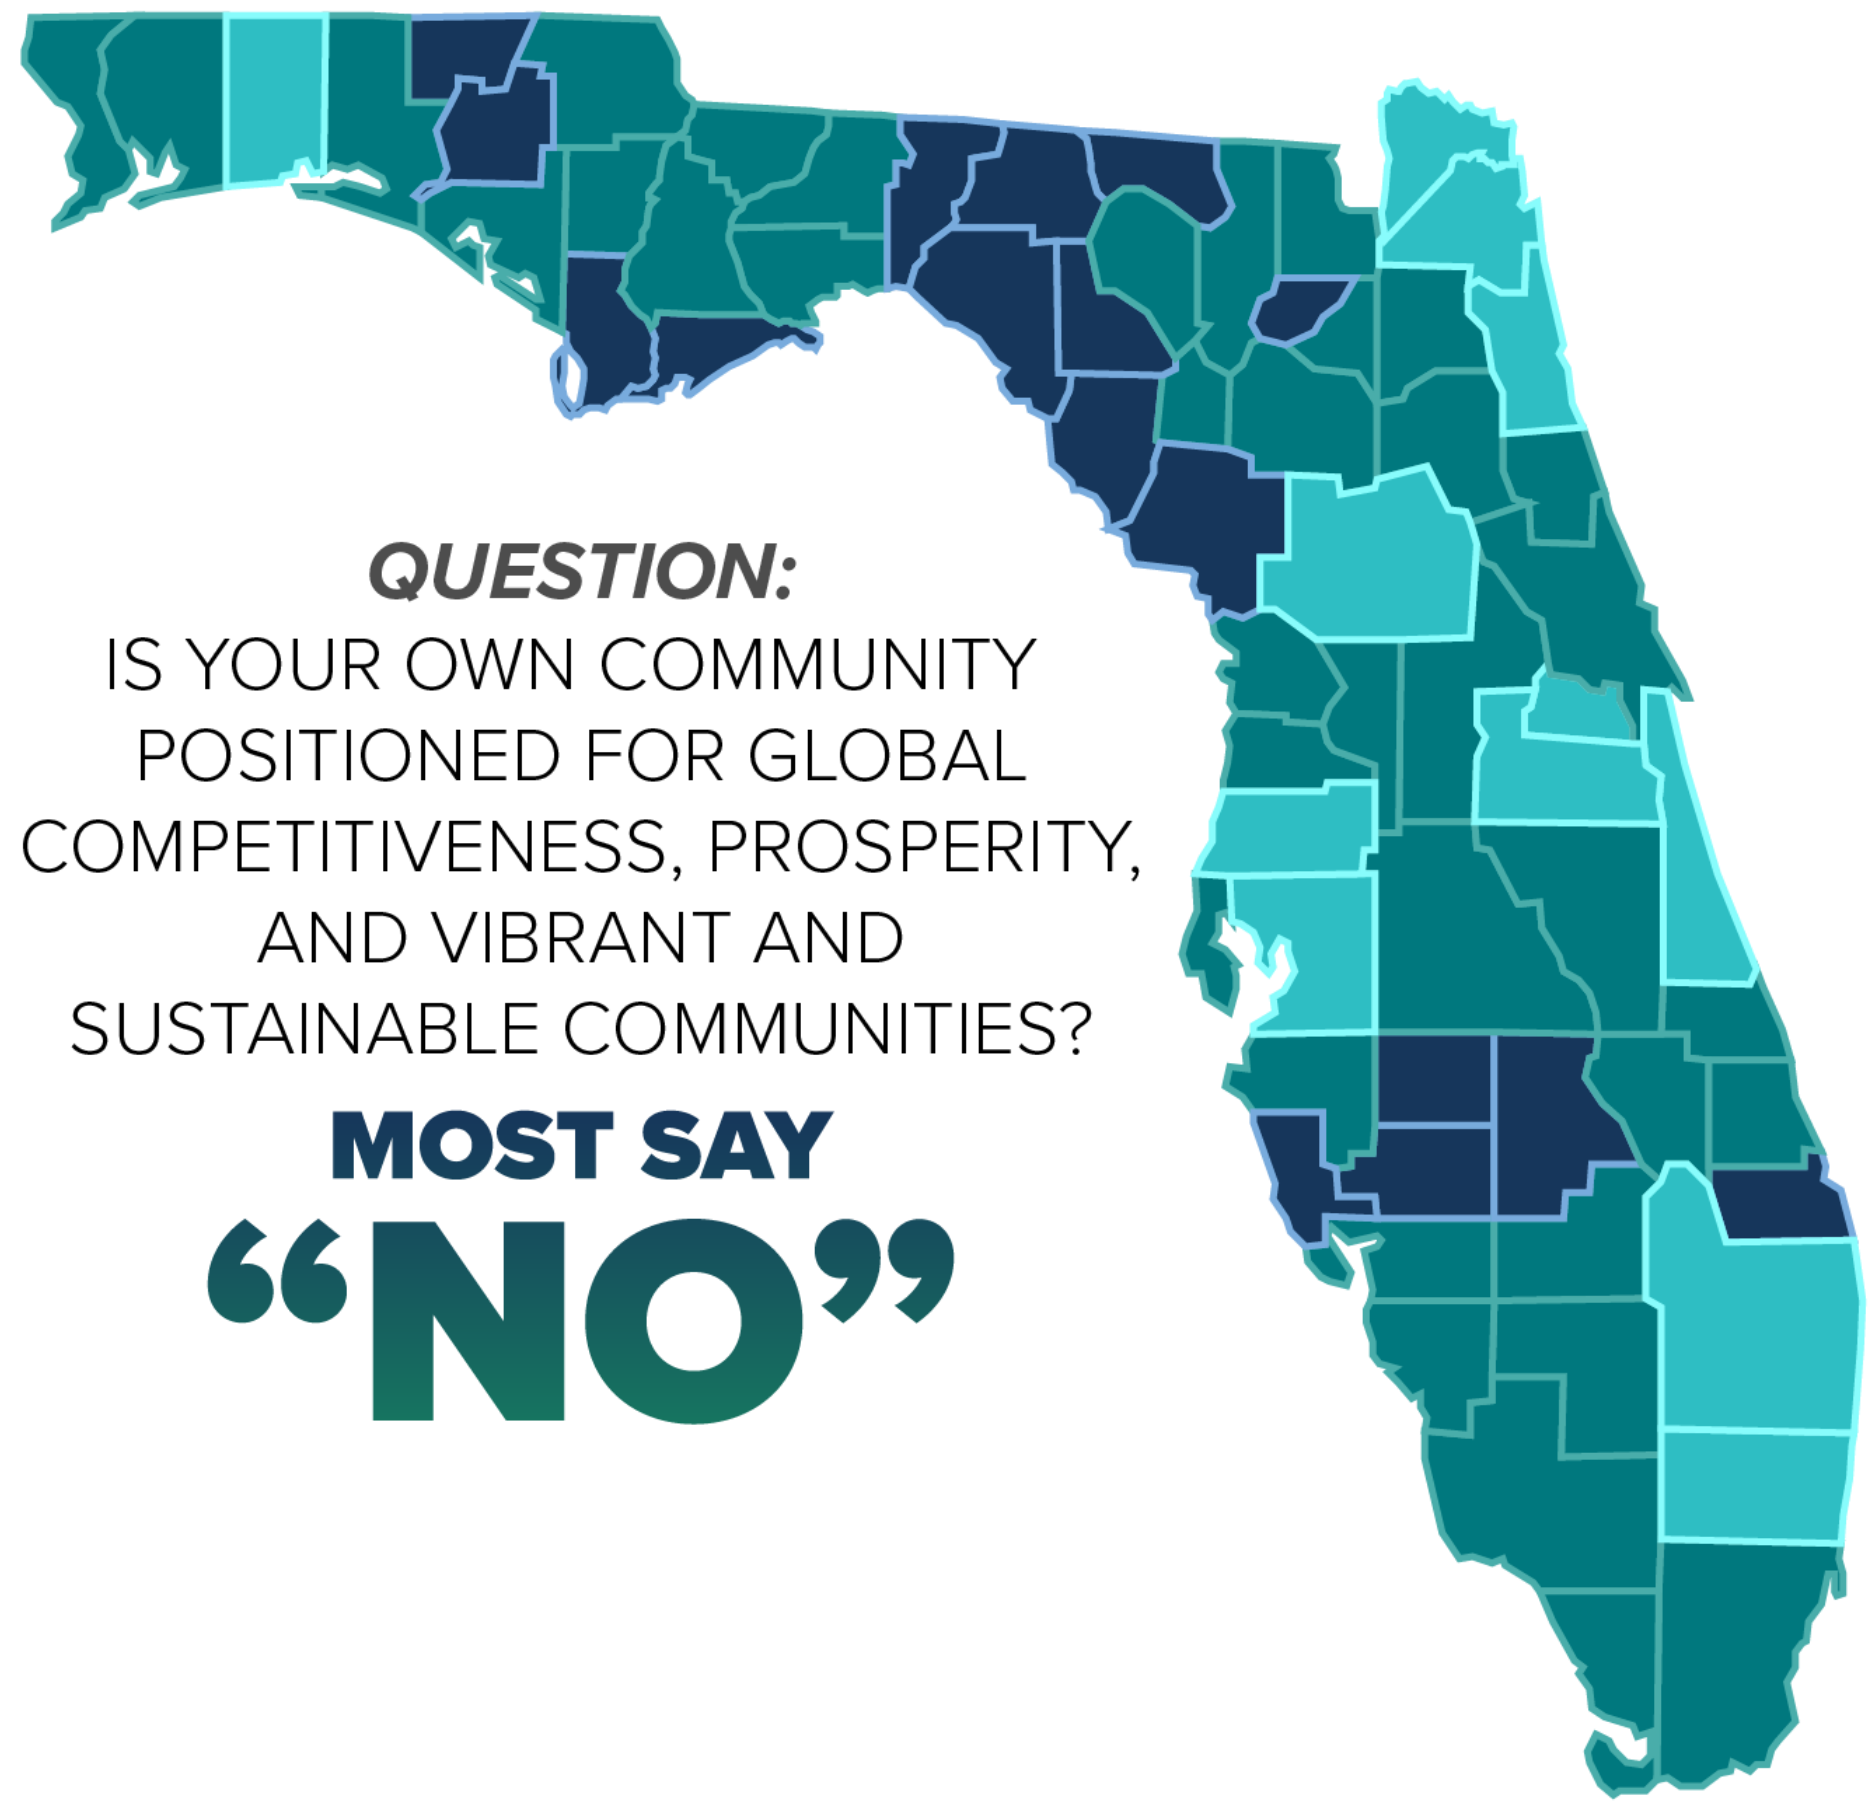 QUESTION:
IS YOUR OWN COMMUNITY
POSITIONED FOR GLOBAL
COMPETITIVENESS, PROSPERITY,
AND VIBRANT AND
SUSTAINABLE COMMUNITIES?
MOST SAY
“NO”